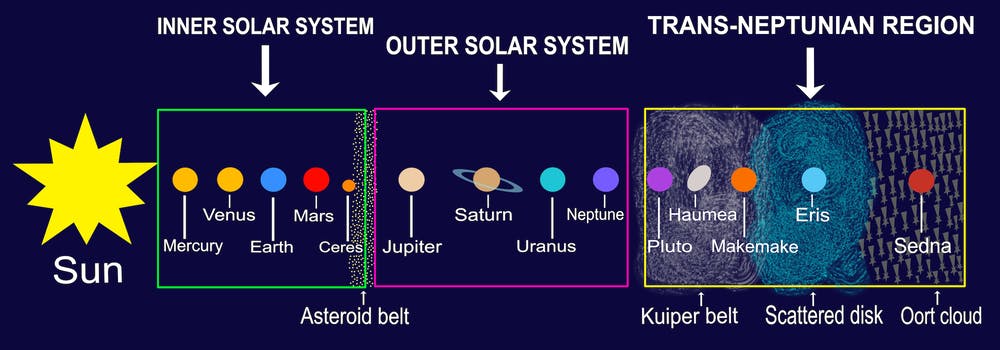 INNER SOLAR SYSTEM
OUTER SOLAR SYSTEM
TRANS-NEPTUNIAN REGION
Sun
Mercury
Venus
Earth
Mars
Ceres
Jupiter
Saturn
Uranus
Neptune
Pluto
Haumea
Makemake
Eris
Sedna
Asteroid belt
Kuiper belt
Scattered disk
Oort cloud